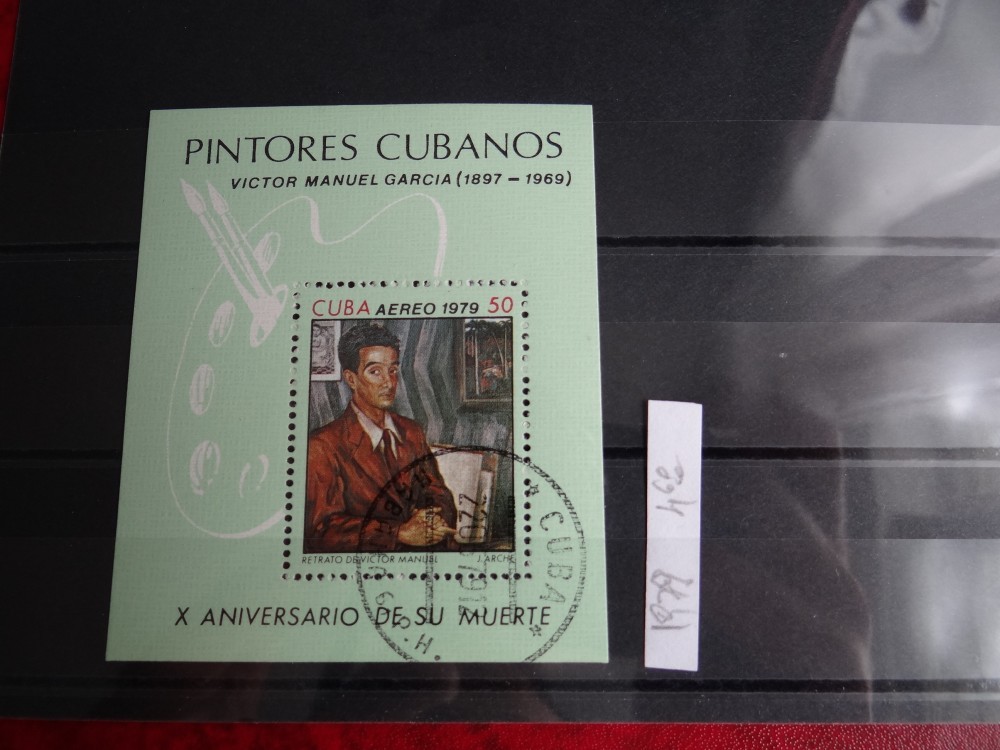 PINTORES CUBANOS
VICTOR MANUEL GARCIA (1897 – 1969)
CUBA AEREO 1979 50
RETRATO DE VICTOR MANUEL J. ARCHE
CUBA
X ANIVERSARIO DE SU MUERTE
1979